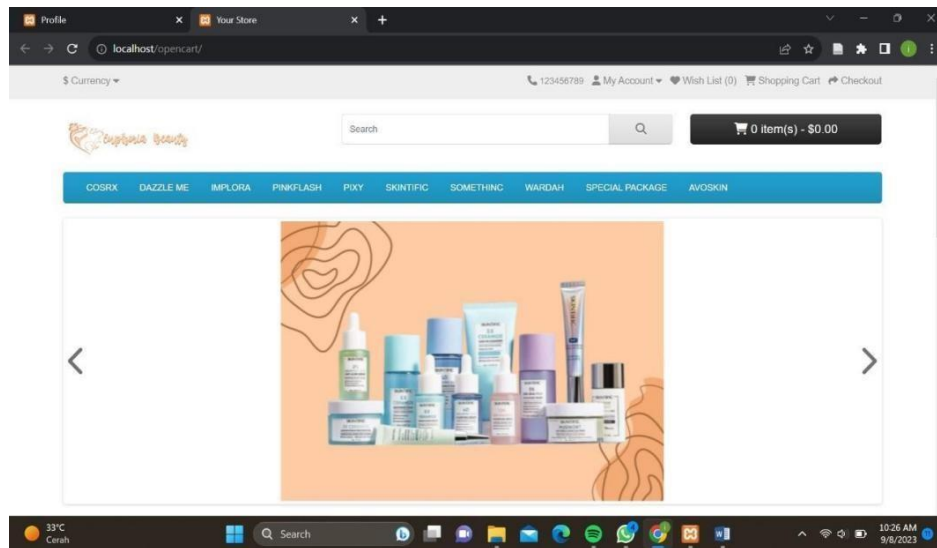 Profile
Your Store
localhost/opencart/
$ Currency
123456789 My Account Wish List (0) Shopping Cart Checkout
Euphoria Beauty
Search
0 item(s) - $0.00
COSRX DAZZLE ME IMPLORA PINKFLASH PIXY SKINTIFIC SOMETHINC WARDAH SPECIAL PACKAGE AVOSKIN
33°C
Cerah
Search
10:26 AM
9/8/2023